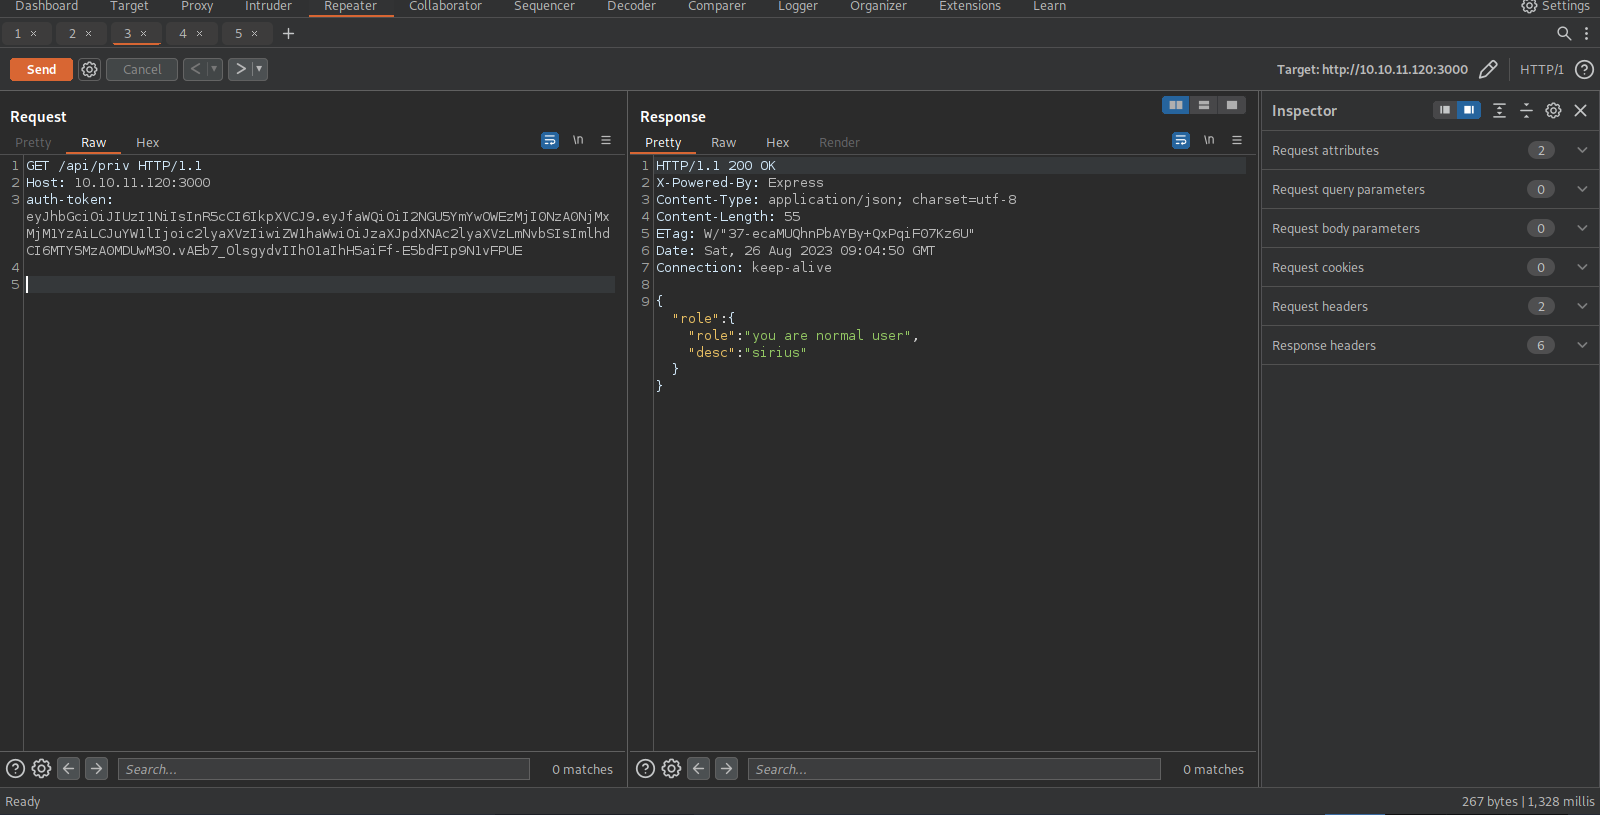 Dashboard Target Proxy Intruder Repeater Collaborator Sequencer Decoder Comparer Logger Organizer Extensions Learn Settings
1 × 2 × 3 × 4 × 5 × +
Send Cancel < > Target: http://10.10.11.120:3000 HTTP/1 ?
Request
Pretty Raw Hex \n
1 GET /api/priv HTTP/1.1
2 Host: 10.10.11.120:3000
3 auth-token:
eyJhbGciOiJIUzI1NiIsInR5cCI6IkpXVCJ9.eyJfaWQiOiI2NGU5YmYwOWEzMjI0NzA0NjMx
MjM1YzAiLCJuYW1lIjoic2lyaXVzIiwiZW1haWwiOiJzaXJpdXNAc2lyaXVzLmNvbSIsImlhd
CI6MTY5MzA0MDUwM30.vAEb7_OlsgydvIIhO1aIhH5aiFf-E5bdFIp9N1vFPUE
4
5
Response
Pretty Raw Hex Render \n
1 HTTP/1.1 200 OK
2 X-Powered-By: Express
3 Content-Type: application/json; charset=utf-8
4 Content-Length: 55
5 ETag: W/"37-ecaMUQhnPbAYBy+QxPqiFO7Kz6U"
6 Date: Sat, 26 Aug 2023 09:04:50 GMT
7 Connection: keep-alive
8
9 {
"role":{
"role":"you are normal user",
"desc":"sirius"
}
}
Inspector
Request attributes 2
Request query parameters 0
Request body parameters 0
Request cookies 0
Request headers 2
Response headers 6
? Search... 0 matches
? Search... 0 matches
Ready
267 bytes | 1,328 millis